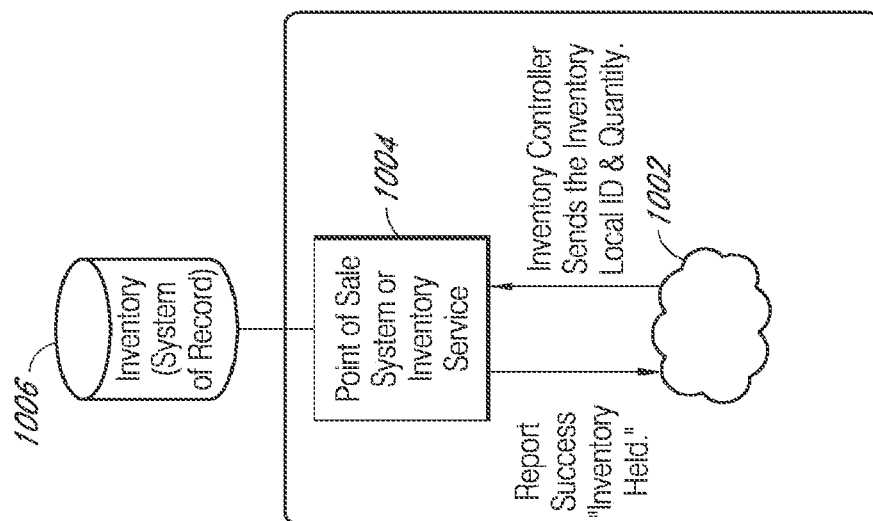 1006
Inventory
(System
of Record)
1004
Point of Sale
System or
Inventory
Service
Inventory Controller
Sends the Inventory
Local ID & Quantity.
Report
Success
"Inventory
Held."
1002